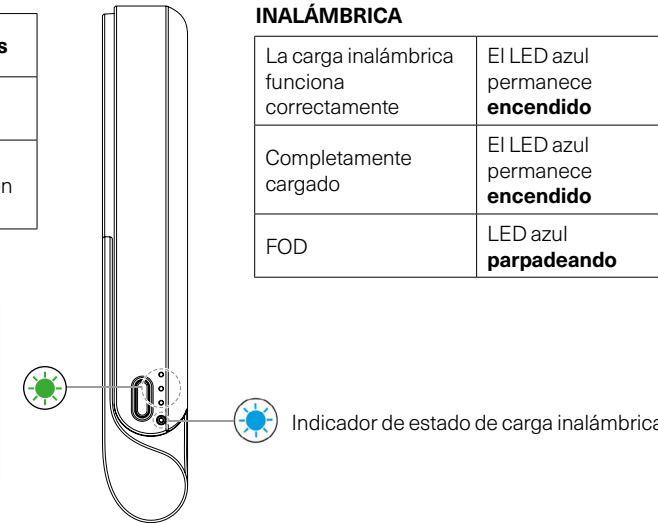 INALÁMBRICA
La carga inalámbrica
funciona
correctamente
El LED azul
permanece
encendido
Completamente
cargado
El LED azul
permanece
encendido
FOD
LED azul
parpadeando
Indicador de estado de carga inalámbrica